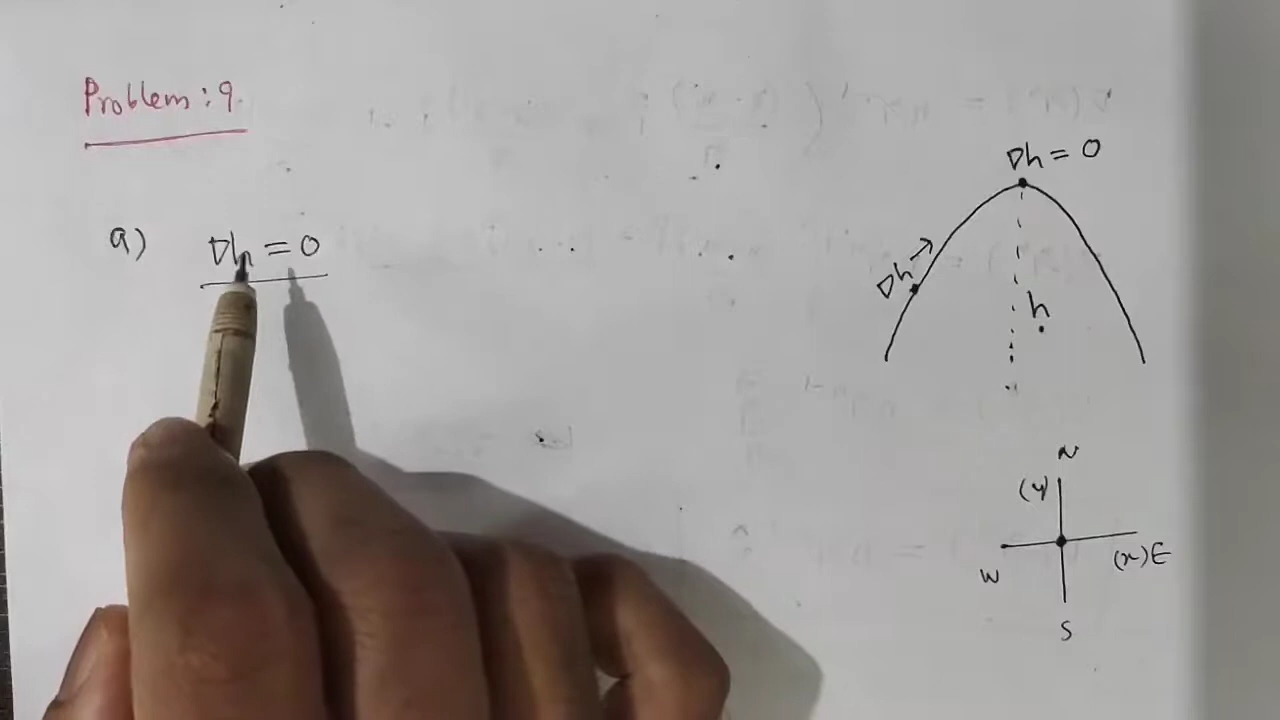 Problem: 9
a) ∇h = 0
∇h = 0
∇h
h
N
(y)
W
(x) E
S